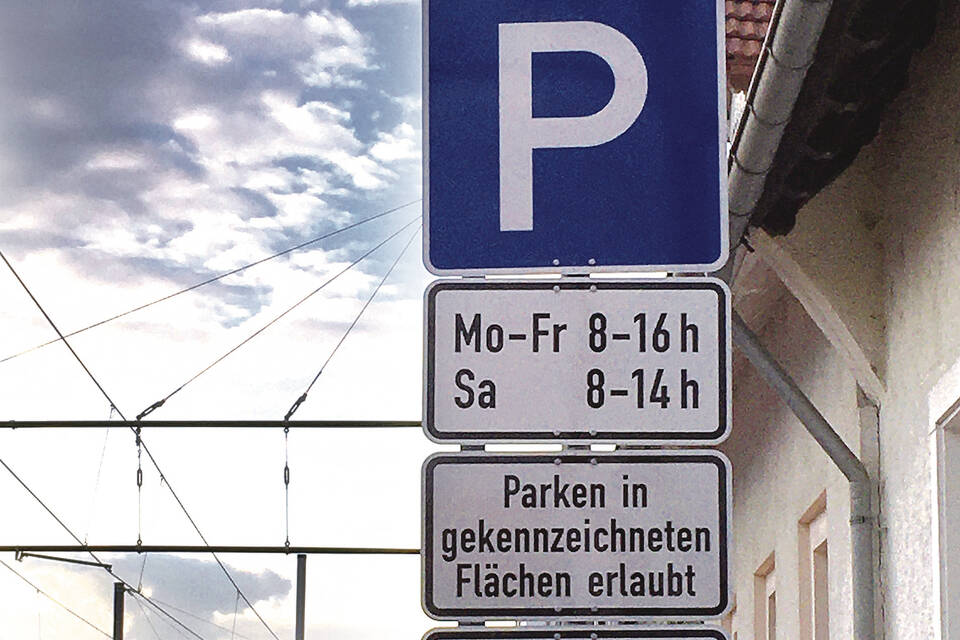 P
Mo-Fr 8-16 h
Sa 8-14 h
Parken in
gekennzeichneten
Flächen erlaubt